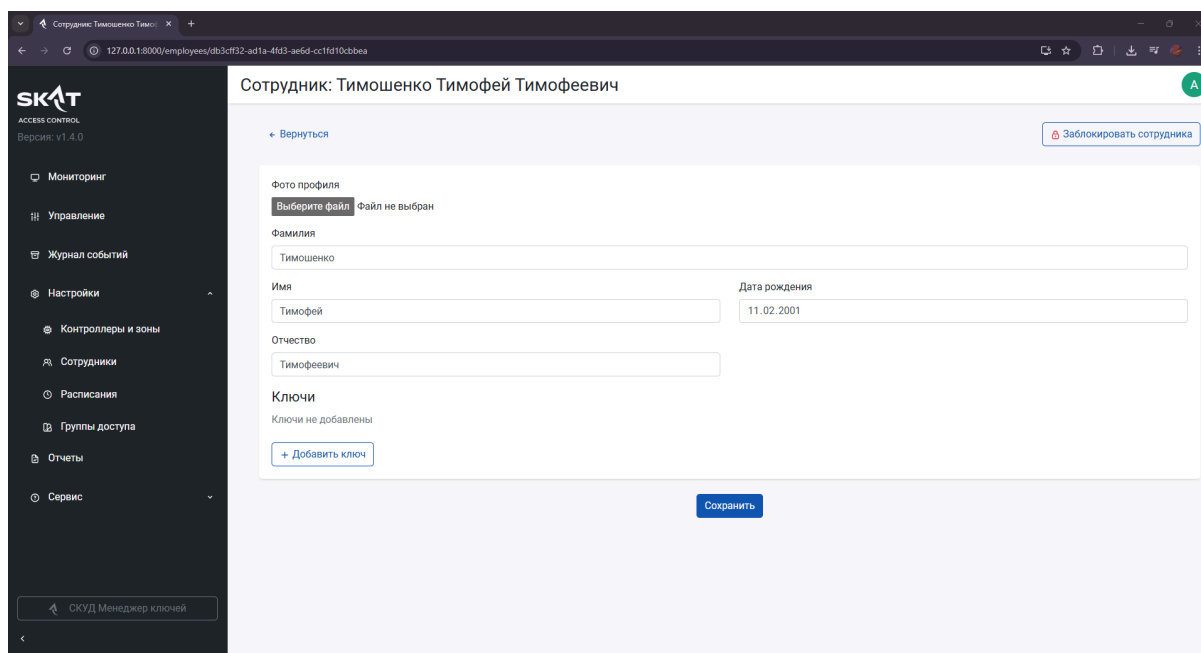 Сотрудник: Тимошенко Тимо
127.0.0.1:8000/employees/db3cff32-ad1a-4fd3-ae6d-cc1fd10cbbea
SKAT
ACCESS CONTROL
Версия: v1.4.0
Мониторинг
Управление
Журнал событий
Настройки
Контроллеры и зоны
Сотрудники
Расписания
Группы доступа
Отчеты
Сервис
СКУД Менеджер ключей
Сотрудник: Тимошенко Тимофей Тимофеевич
A
Вернуться
Заблокировать сотрудника
Фото профиля
Выберите файл Файл не выбран
Фамилия
Тимошенко
Имя
Дата рождения
Тимофей
11.02.2001
Отчество
Тимофеевич
Ключи
Ключи не добавлены
+ Добавить ключ
Сохранить